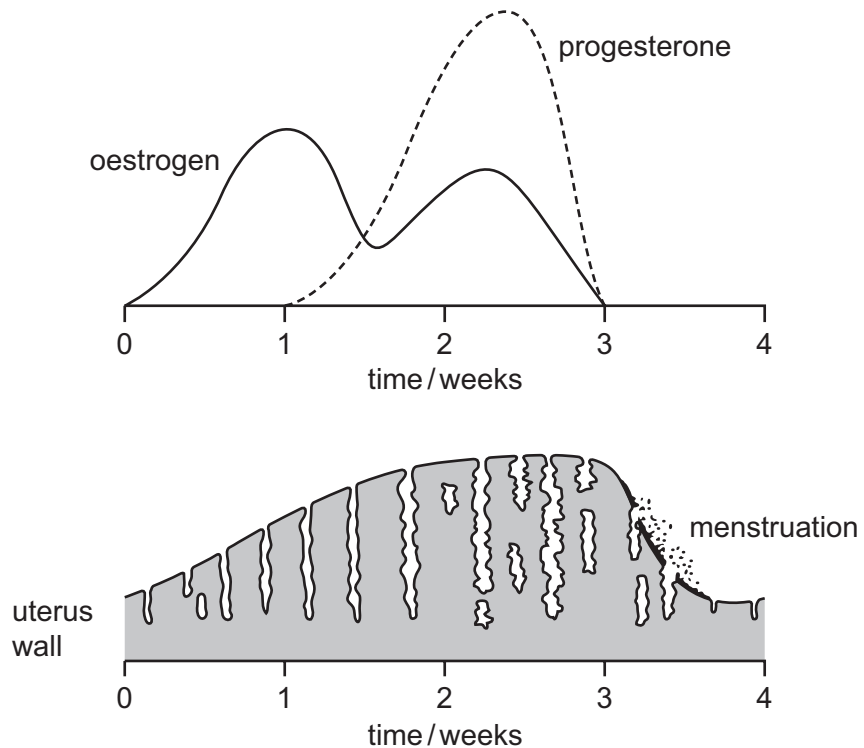 progesterone
oestrogen
0 1 2 3 4
time / weeks
menstruation
uterus
wall
0 1 2 3 4
time / weeks